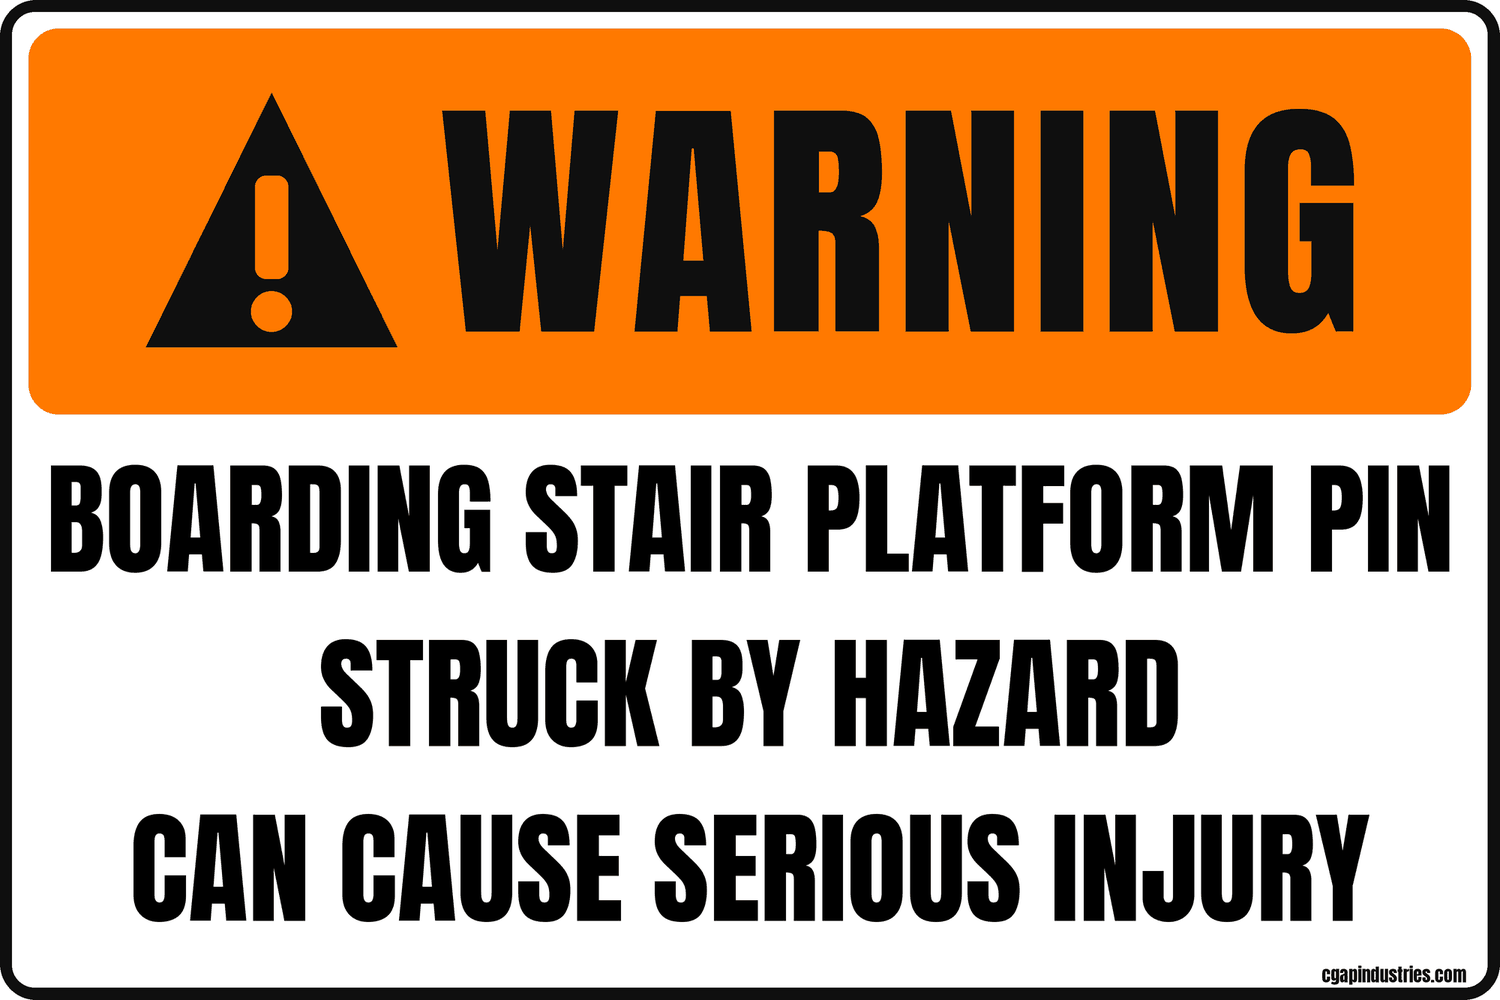 WARNING
BOARDING STAIR PLATFORM PIN
STRUCK BY HAZARD
CAN CAUSE SERIOUS INJURY
cgapindustries.com